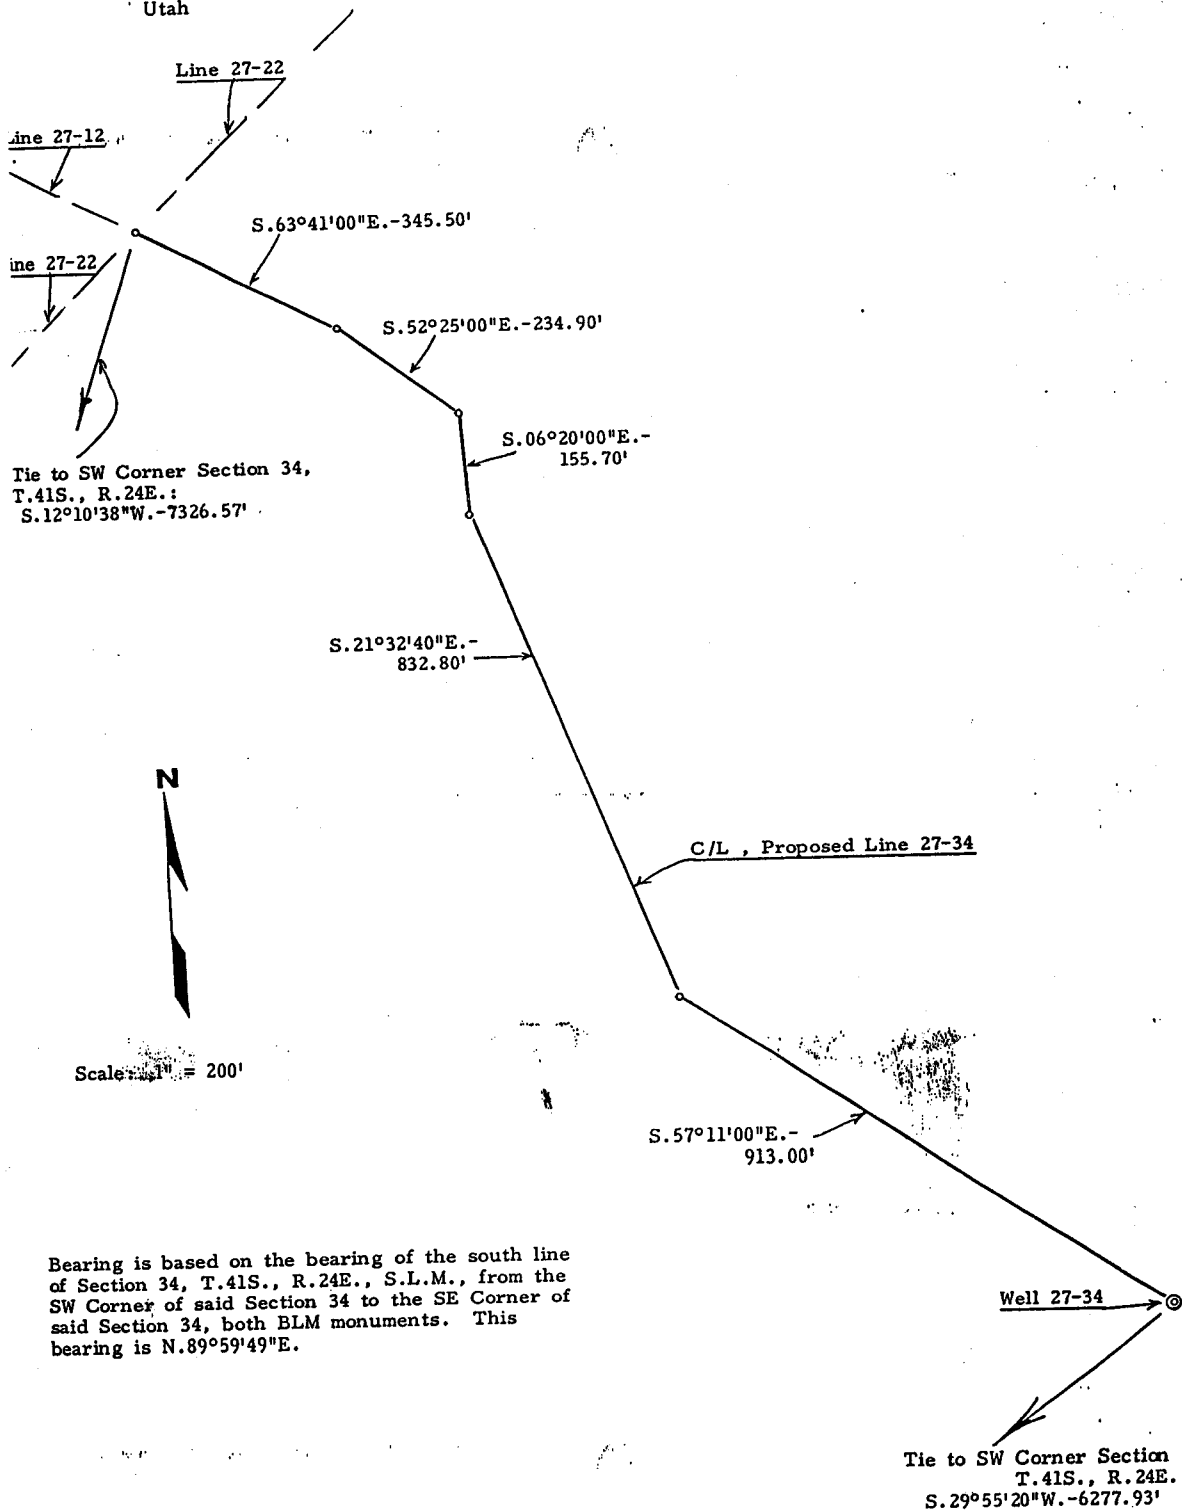 Utah
Line 27-22
ine 27-12
S.63°41'00"E.-345.50'
ine 27-22
S.52°25'00"E.-234.90'
S.06°20'00"E.-
155.70'
Tie to SW Corner Section 34,
T.41S., R.24E.:
S.12°10'38"W.-7326.57'
S.21°32'40"E.-
832.80'
N
C/L , Proposed Line 27-34
Scale: 1" = 200'
S.57°11'00"E.-
913.00'
Bearing is based on the bearing of the south line
of Section 34, T.41S., R.24E., S.L.M., from the
SW Corner of said Section 34 to the SE Corner of
said Section 34, both BLM monuments. This
bearing is N.89°59'49"E.
Well 27-34
Tie to SW Corner Section
T.41S., R.24E.
S.29°55'20"W.-6277.93'